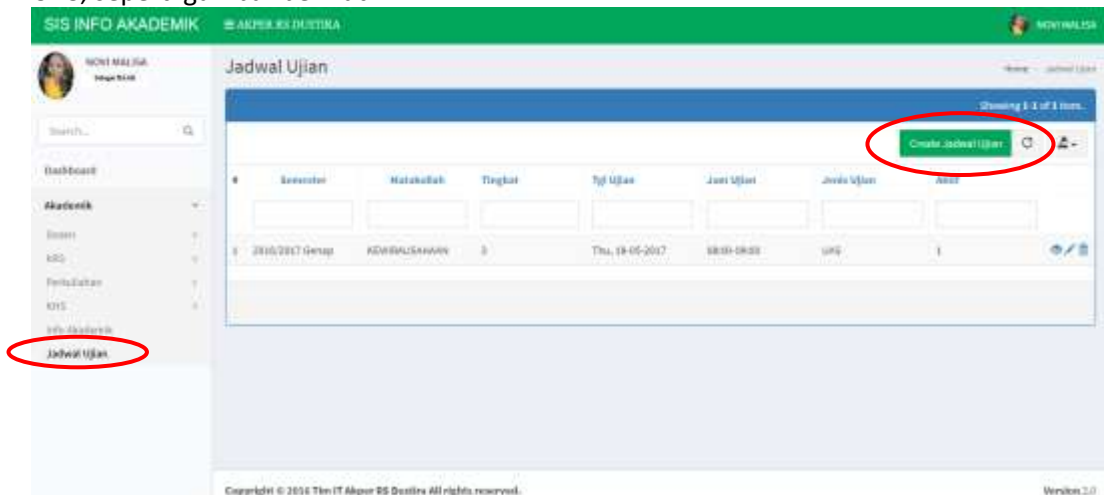 SIS INFO AKADEMIK
AKPER RS DUSTIRA
NOVI MALISA
NOVI MALISA
Jadwal Ujian
Home
Jadwal Ujian
Showing 1-1 of 1 item.
Search...
Create Jadwal Ujian
Dashboard
# Semester Matakuliah Tingkat Tgl Ujian Jam Ujian Jenis Ujian
Akademik
1 2016/2017 Genap KEWIRAUSAHAAN 3 Thu, 18-05-2017 UAS 1
Dosen
KRS
Perkuliahan
KHS
Info Akademik
Jadwal Ujian
Copyright © 2016 Tim IT Akper RS Dustira All rights reserved.
Version 2.0